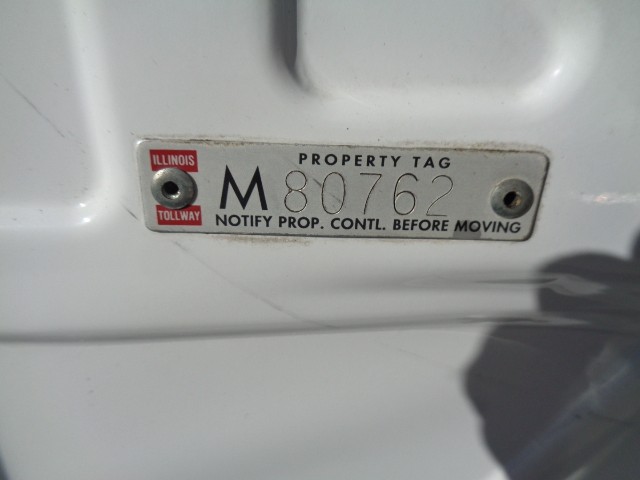 ILLINOIS
TOLLWAY
PROPERTY TAG
M 80762
NOTIFY PROP. CONTL. BEFORE MOVING